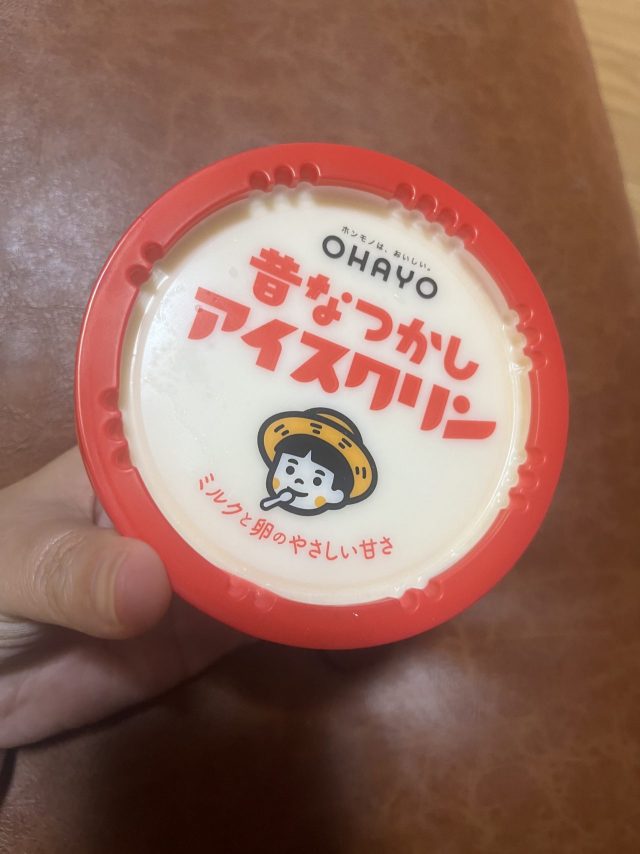 ホンモノは、おいしい。
OHAYO
昔なつかし
アイスクリン
ミルクと卵のやさしい甘さ